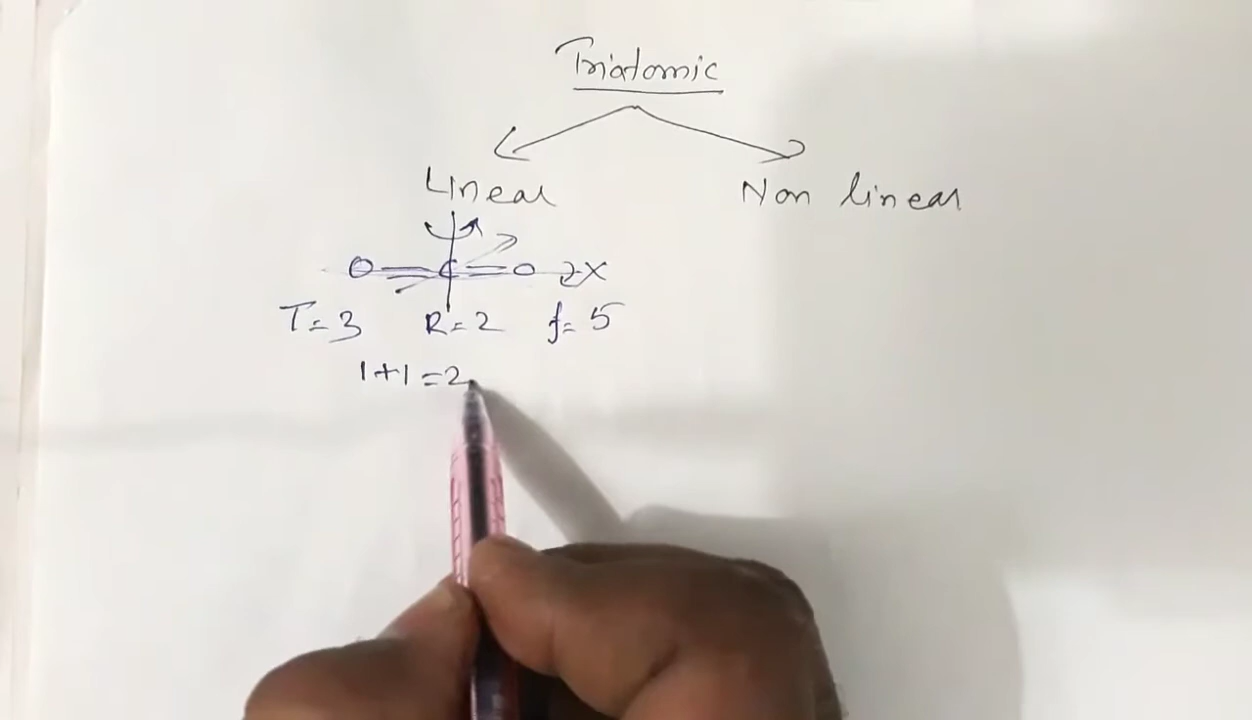 Triatomic
Linear Non linear
O=C=O X
T=3 R=2 f=5
1+1=2